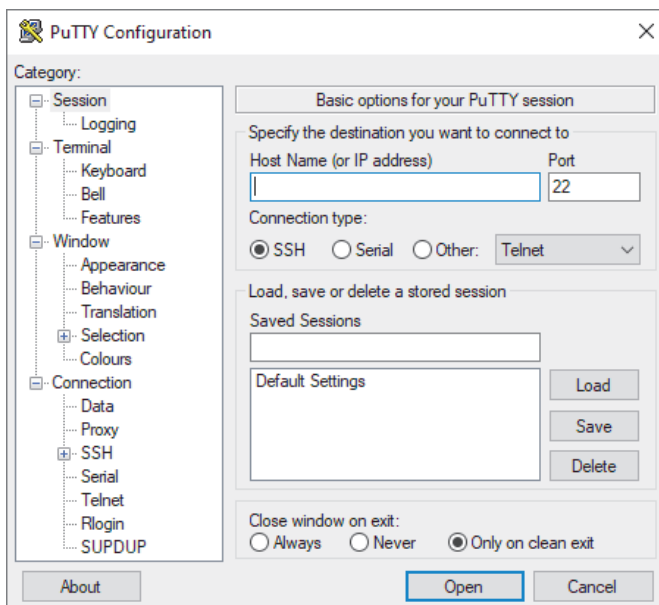 PuTTY Configuration
Category:
Session
Logging
Terminal
Keyboard
Bell
Features
Window
Appearance
Behaviour
Translation
Selection
Colours
Connection
Data
Proxy
SSH
Serial
Telnet
Rlogin
SUPDUP
Basic options for your PuTTY session
Specify the destination you want to connect to
Host Name (or IP address) Port
22
Connection type:
SSH Serial Other: Telnet
Load, save or delete a stored session
Saved Sessions
Default Settings
Load
Save
Delete
Close window on exit:
Always Never Only on clean exit
About Open Cancel